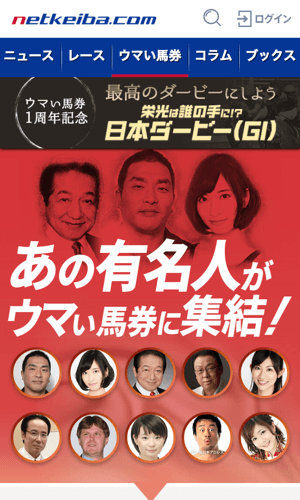 netkeiba.com
ログイン
ニュース レース ウマい馬券 コラム ブックス
ウマい馬券
1周年記念
最高のダービーにしよう
栄光は誰の手に!?
日本ダービー(GI)
あの有名人が
ウマい馬券に集結!